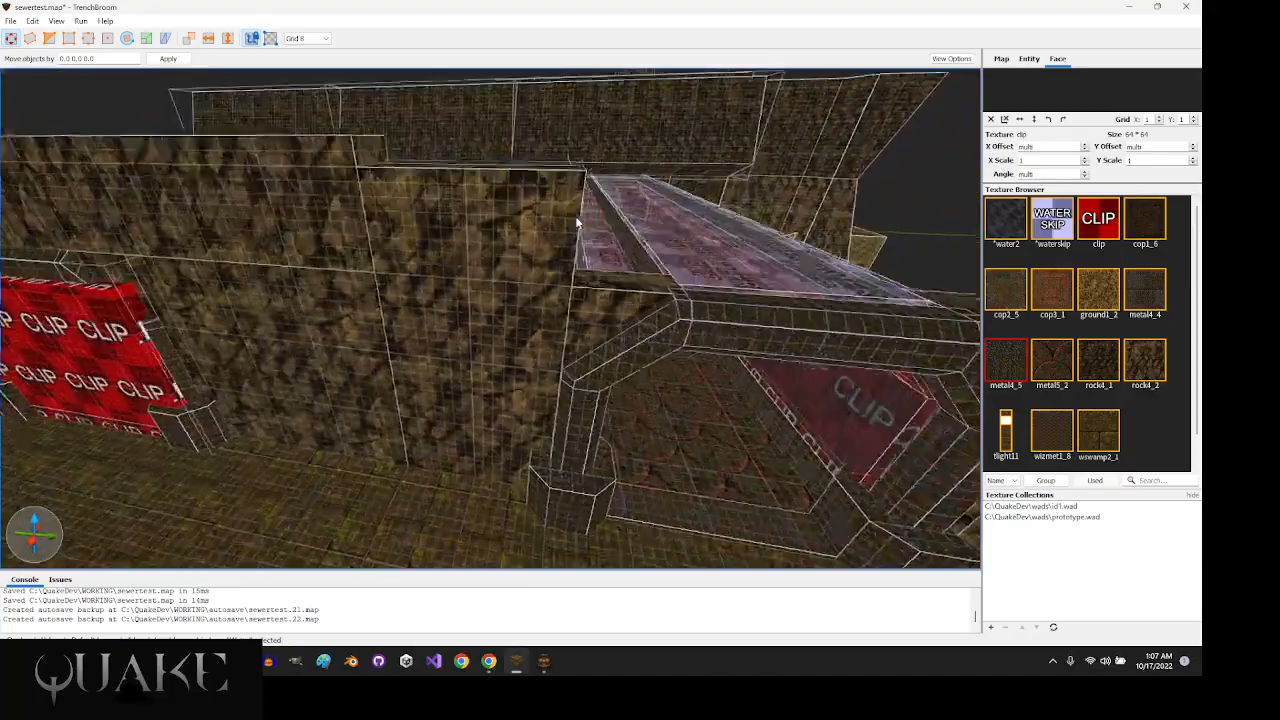 sewertest.map* - TrenchBroom
File Edit View Run Help
Grid 8
Move objects by 0.0 0.0 0.0 Apply View Options
Map Entity Face
Grid X: 1 Y: 1
Texture clip Size 64 * 64
X Offset multi Y Offset multi
X Scale 1 Y Scale 1
Angle multi
Texture Browser
WATER SKIP CLIP
*water2 *waterskip clip cop1_6
cop2_5 cop3_1 ground1_2 metal4_4
metal4_5 metal5_2 rock4_1 rock4_2
tlight11 wizmet1_8 wswamp2_1
Name Group Used Search...
Texture Collections hide
C:\QuakeDev\wads\id1.wad
C:\QuakeDev\wads\prototype.wad
CLIP CLIP
CLIP CLIP CLIP
CLIP
Console Issues
Saved C:\QuakeDev\WORKING\sewertest.map in 15ms
Saved C:\QuakeDev\WORKING\sewertest.map in 14ms
Created autosave backup at C:\QuakeDev\WORKING\autosave\sewertest.21.map
Created autosave backup at C:\QuakeDev\WORKING\autosave\sewertest.22.map
QUAKE
1:07 AM
10/17/2022
1